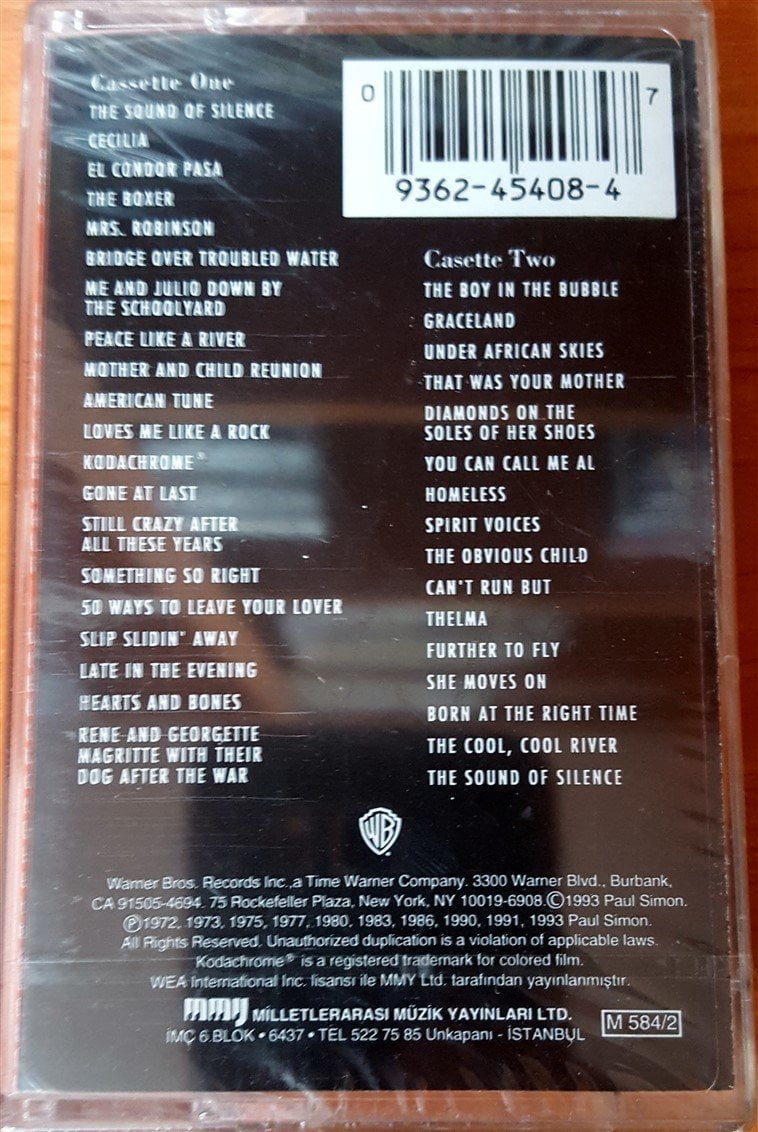 Cassette One
THE SOUND OF SILENCE
CECILIA
EL CONDOR PASA
THE BOXER
MRS. ROBINSON
BRIDGE OVER TROUBLED WATER
ME AND JULIO DOWN BY
THE SCHOOLYARD
PEACE LIKE A RIVER
MOTHER AND CHILD REUNION
AMERICAN TUNE
LOVES ME LIKE A ROCK
KODACHROME®
GONE AT LAST
STILL CRAZY AFTER
ALL THESE YEARS
SOMETHING SO RIGHT
50 WAYS TO LEAVE YOUR LOVER
SLIP SLIDIN' AWAY
LATE IN THE EVENING
HEARTS AND BONES
RENE AND GEORGETTE
MAGRITTE WITH THEIR
DOG AFTER THE WAR
0 7
9362-45408-4
Casette Two
THE BOY IN THE BUBBLE
GRACELAND
UNDER AFRICAN SKIES
THAT WAS YOUR MOTHER
DIAMONDS ON THE
SOLES OF HER SHOES
YOU CAN CALL ME AL
HOMELESS
SPIRIT VOICES
THE OBVIOUS CHILD
CAN'T RUN BUT
THELMA
FURTHER TO FLY
SHE MOVES ON
BORN AT THE RIGHT TIME
THE COOL, COOL RIVER
THE SOUND OF SILENCE
WB
Warner Bros. Records Inc.,a Time Warner Company. 3300 Warner Blvd., Burbank,
CA 91505-4694. 75 Rockefeller Plaza, New York, NY 10019-6908.Ⓒ1993 Paul Simon.
Ⓟ1972, 1973, 1975, 1977, 1980, 1983, 1986, 1990, 1991, 1993 Paul Simon.
All Rights Reserved. Unauthorized duplication is a violation of applicable laws.
Kodachrome® is a registered trademark for colored film.
WEA International Inc. lisansı ile MMY Ltd. tarafından yayınlanmıştır.
mmy MİLLETLERARASI MÜZİK YAYINLARI LTD.
İMÇ 6.BLOK • 6437 • TEL 522 75 85 Unkapanı - İSTANBUL
M 584/2